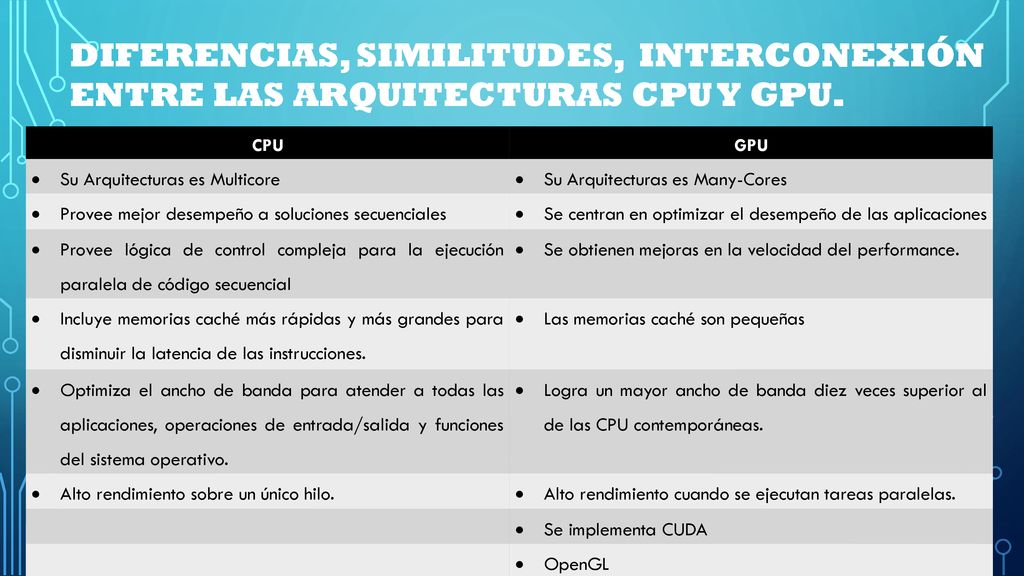 DIFERENCIAS, SIMILITUDES, INTERCONEXIÓN
ENTRE LAS ARQUITECTURAS CPU Y GPU.
CPU
GPU
• Su Arquitecturas es Multicore
• Su Arquitecturas es Many-Cores
• Provee mejor desempeño a soluciones secuenciales
• Se centran en optimizar el desempeño de las aplicaciones
• Provee lógica de control compleja para la ejecución
paralela de código secuencial
• Se obtienen mejoras en la velocidad del performance.
• Incluye memorias caché más rápidas y más grandes para
disminuir la latencia de las instrucciones.
• Las memorias caché son pequeñas
• Optimiza el ancho de banda para atender a todas las
aplicaciones, operaciones de entrada/salida y funciones
del sistema operativo.
• Logra un mayor ancho de banda diez veces superior al
de las CPU contemporáneas.
• Alto rendimiento sobre un único hilo.
• Alto rendimiento cuando se ejecutan tareas paralelas.
• Se implementa CUDA
• OpenGL